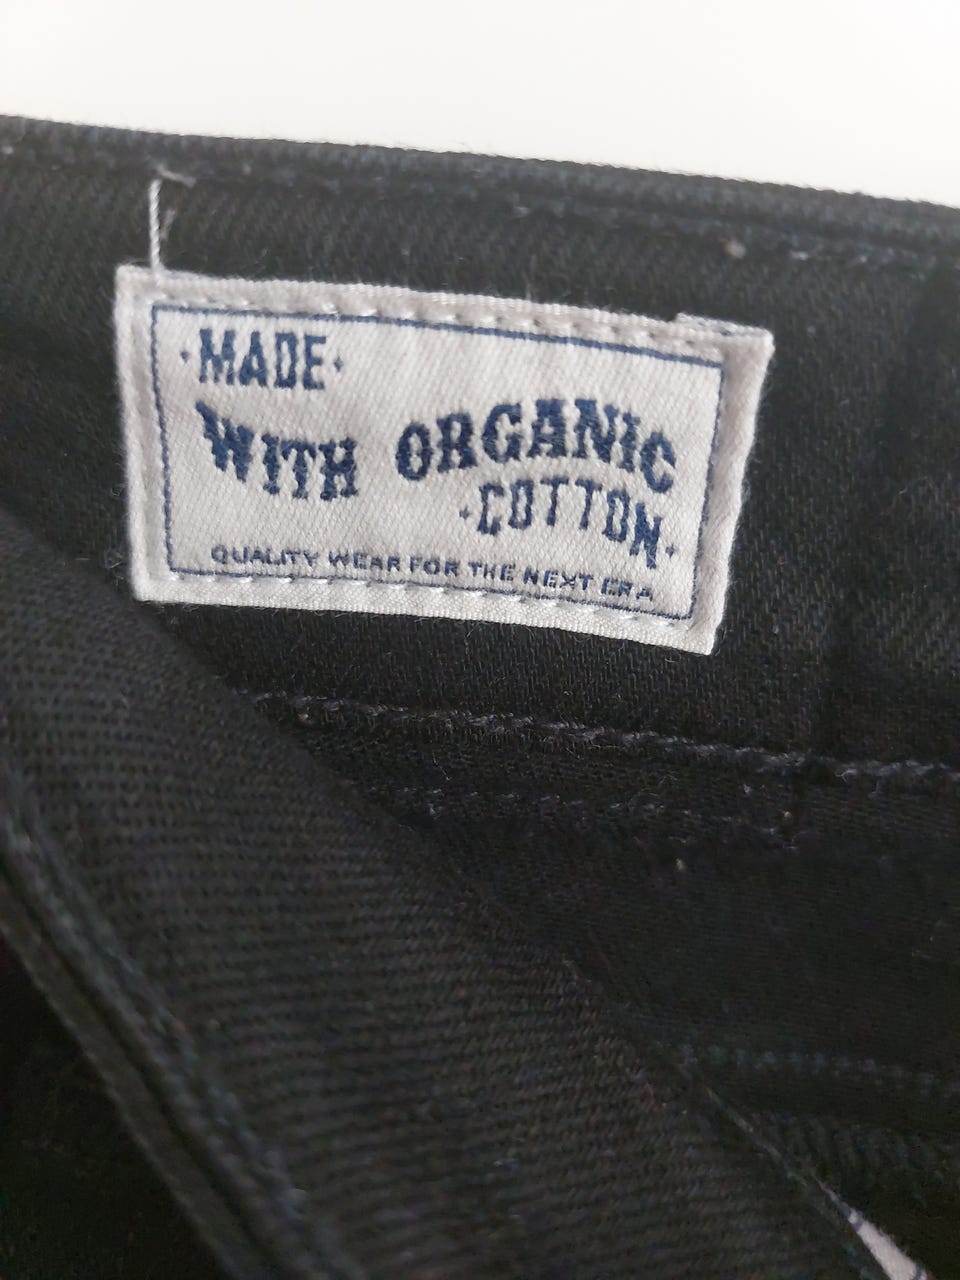 ·MADE·
WITH ORGANIC
·COTTON·
QUALITY WEAR FOR THE NEXT ERA